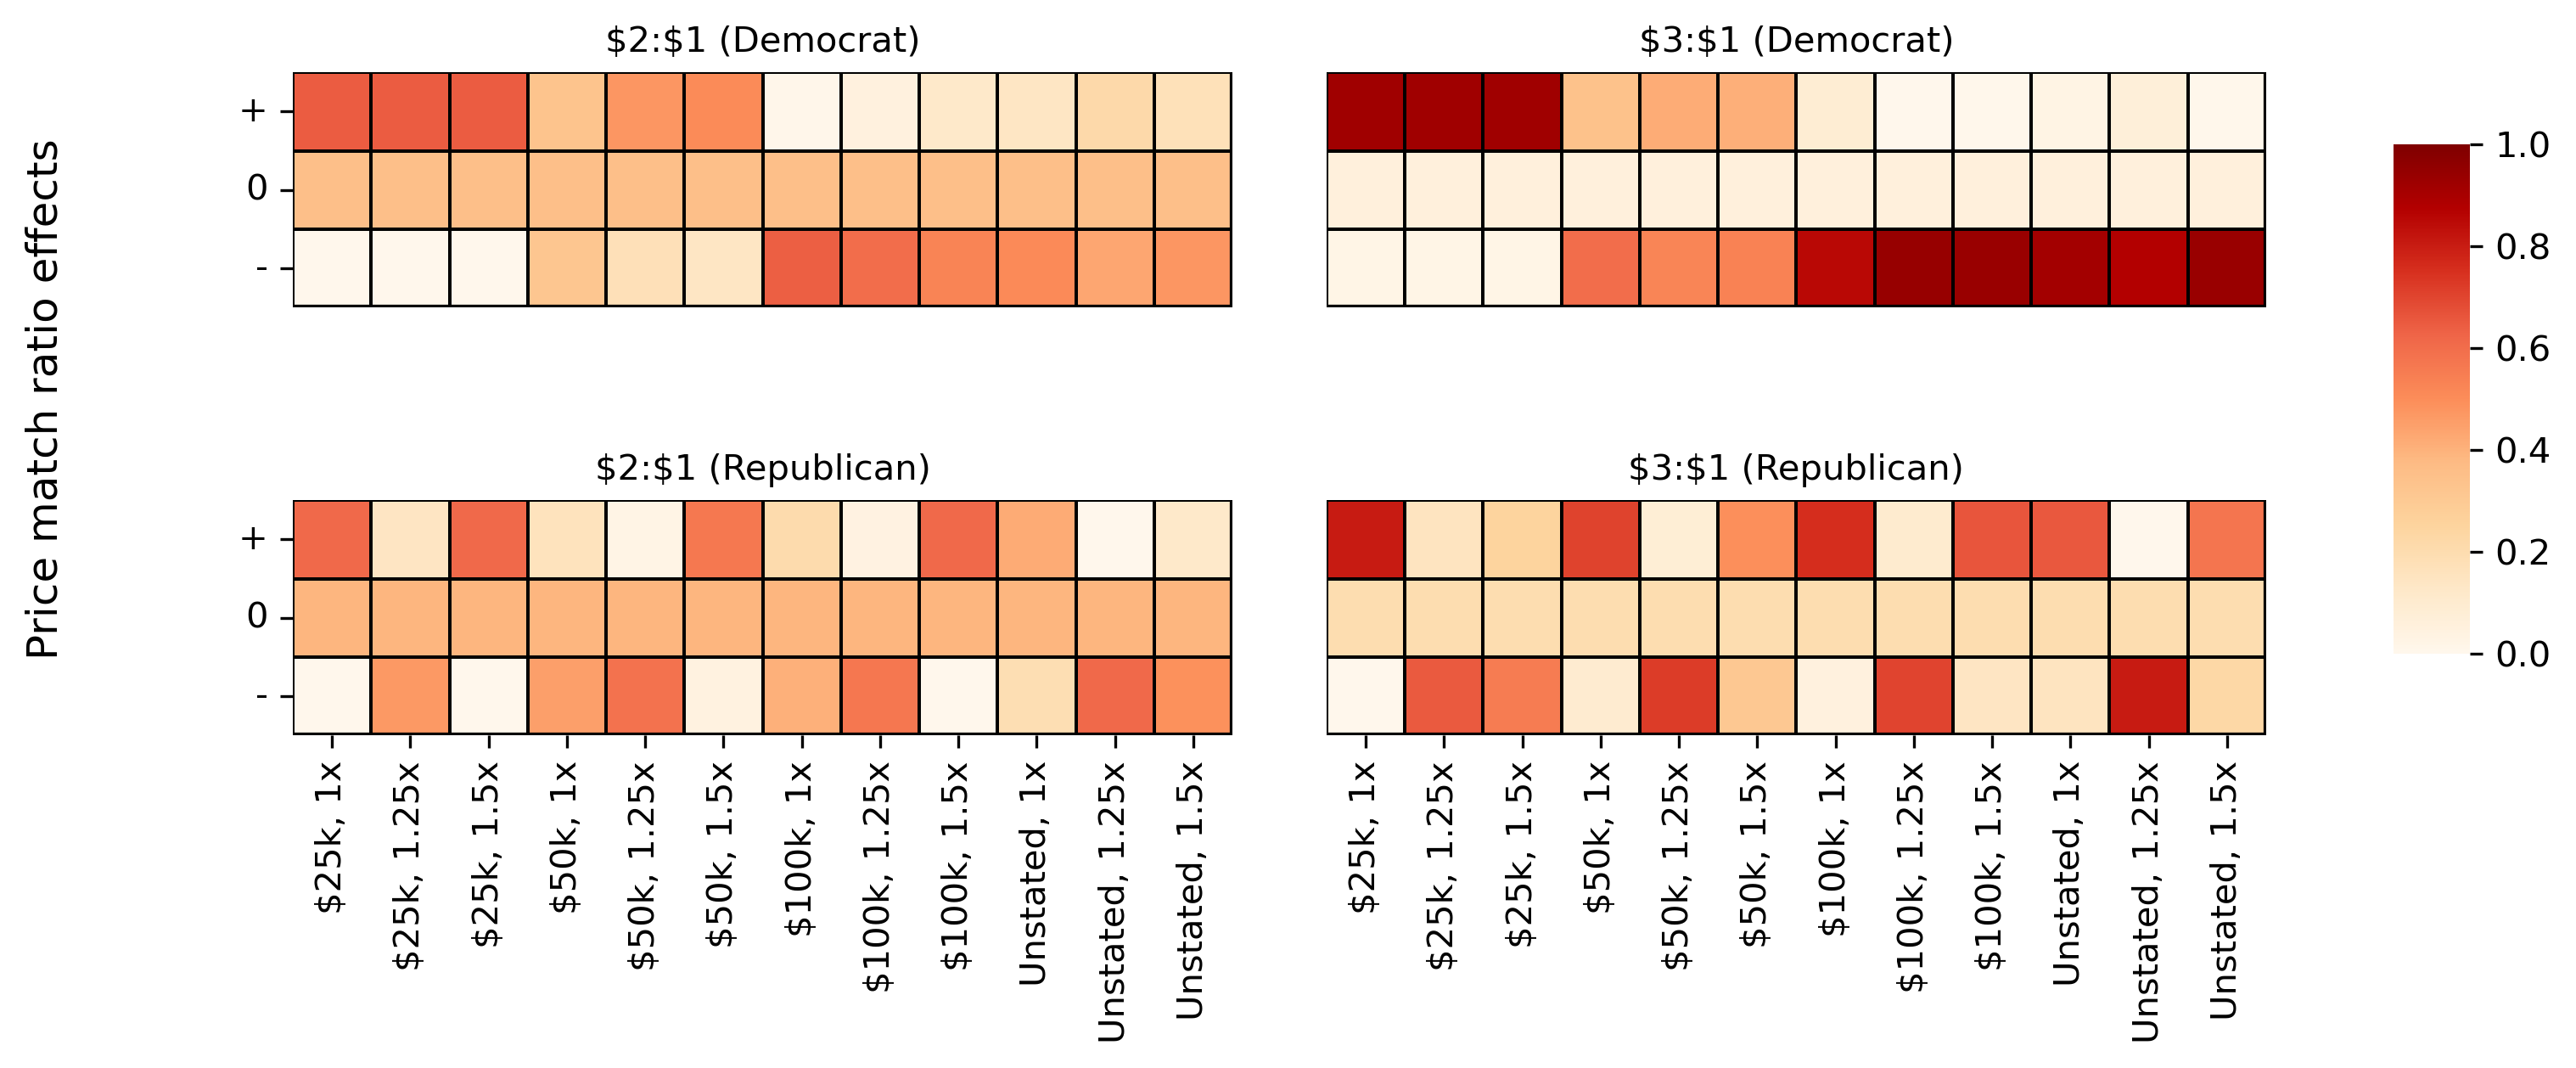 $2:$1 (Democrat)
$3:$1 (Democrat)
Price match ratio effects
+
0
-
1.0
0.8
0.6
0.4
0.2
0.0
$2:$1 (Republican)
$3:$1 (Republican)
+
0
-
$25k, 1x
$25k, 1.25x
$25k, 1.5x
$50k, 1x
$50k, 1.25x
$50k, 1.5x
$100k, 1x
$100k, 1.25x
$100k, 1.5x
Unstated, 1x
Unstated, 1.25x
Unstated, 1.5x
$25k, 1x
$25k, 1.25x
$25k, 1.5x
$50k, 1x
$50k, 1.25x
$50k, 1.5x
$100k, 1x
$100k, 1.25x
$100k, 1.5x
Unstated, 1x
Unstated, 1.25x
Unstated, 1.5x